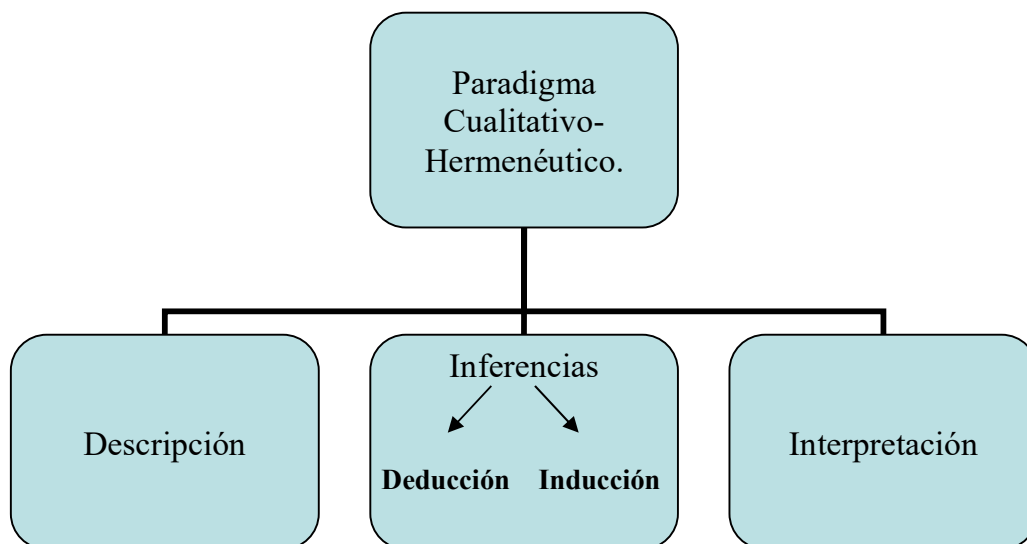 Paradigma
Cualitativo-
Hermenéutico.
Descripción
Inferencias
Deducción Inducción
Interpretación